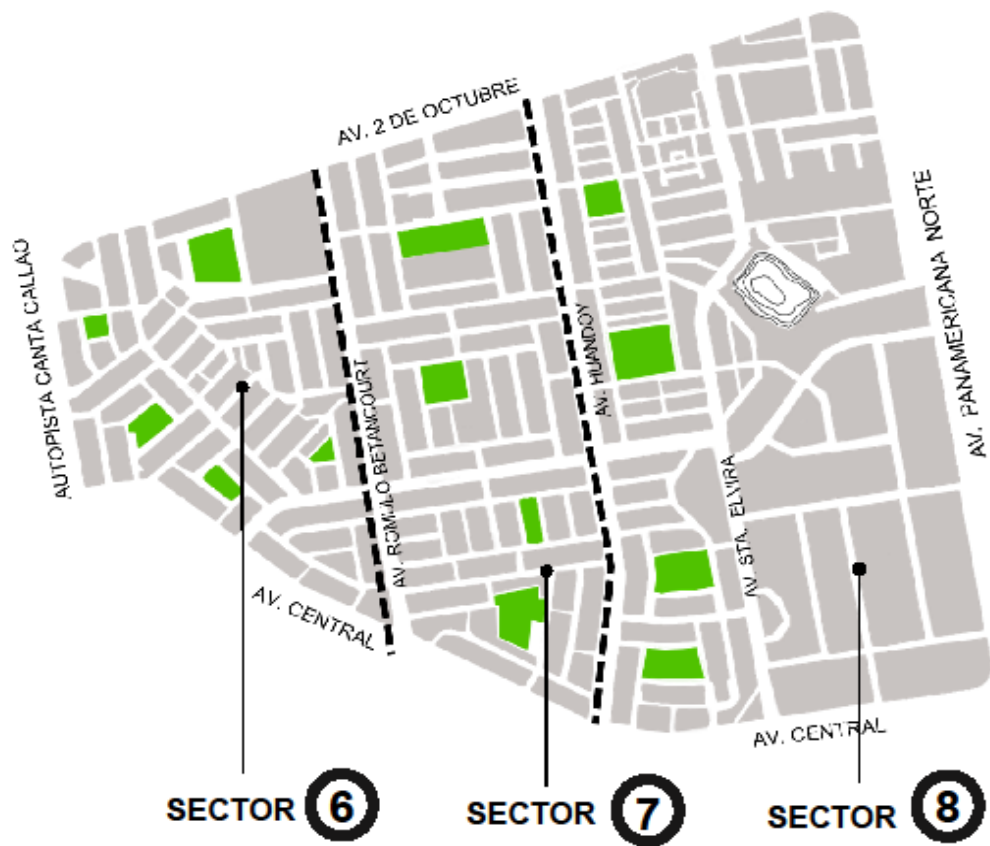 AV. 2 DE OCTUBRE
AUTOPISTA CANTA CALLAO
AV. ROMULO BETANCOURT
AV. HUANDOY
AV. STA. ELVIRA
AV. PANAMERICANA NORTE
AV. CENTRAL
AV. CENTRAL
SECTOR 6
SECTOR 7
SECTOR 8